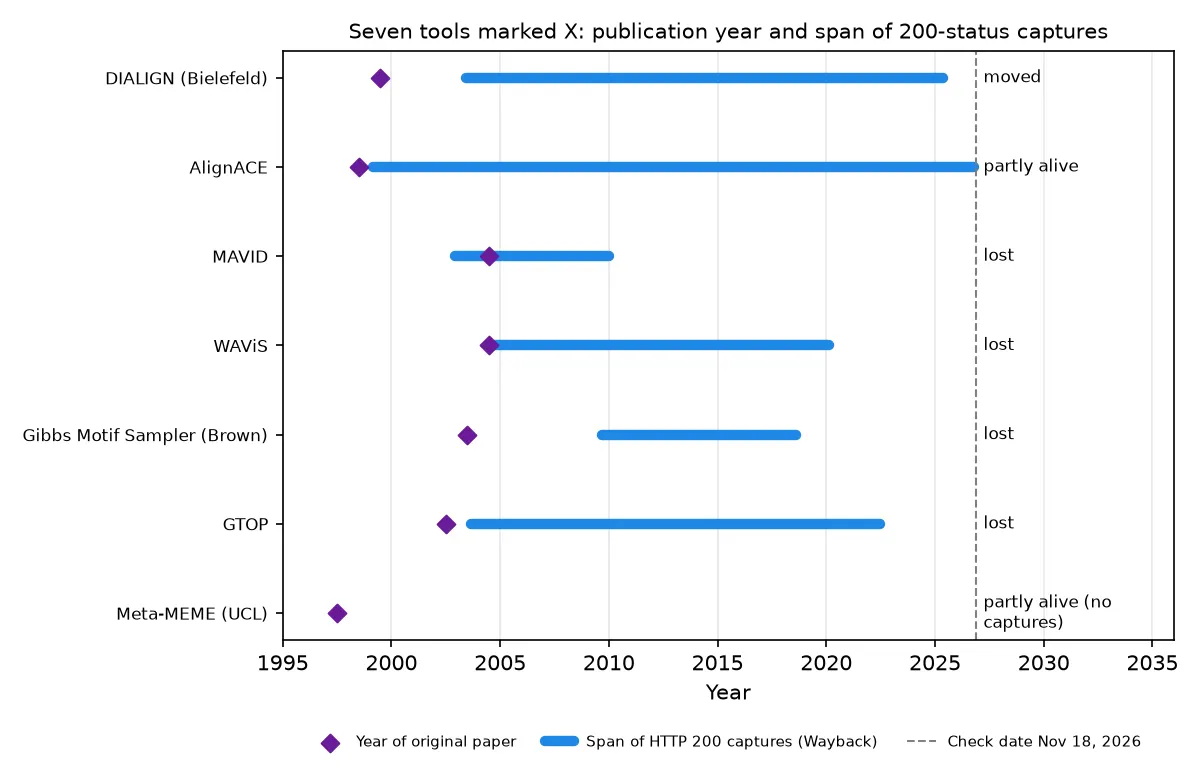 Seven tools marked X: publication year and span of 200-status captures
DIALIGN (Bielefeld)
moved
AlignACE
partly alive
MAVID
lost
WAViS
lost
Gibbs Motif Sampler (Brown)
lost
GTOP
lost
Meta-MEME (UCL)
partly alive (no
captures)
1995 2000 2005 2010 2015 2020 2025 2030 2035
Year
Year of original paper Span of HTTP 200 captures (Wayback) Check date Nov 18, 2026